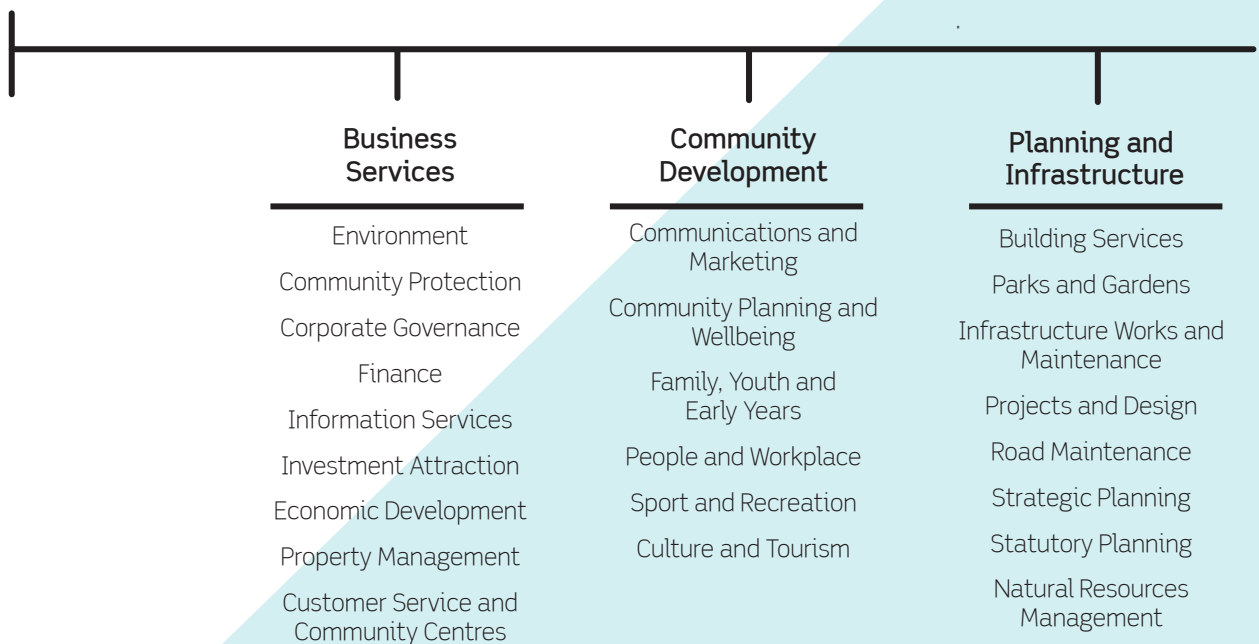 Business
Services
Environment
Community Protection
Corporate Governance
Finance
Information Services
Investment Attraction
Economic Development
Property Management
Customer Service and
Community Centres
Community
Development
Communications and
Marketing
Community Planning and
Wellbeing
Family, Youth and
Early Years
People and Workplace
Sport and Recreation
Culture and Tourism
Planning and
Infrastructure
Building Services
Parks and Gardens
Infrastructure Works and
Maintenance
Projects and Design
Road Maintenance
Strategic Planning
Statutory Planning
Natural Resources
Management